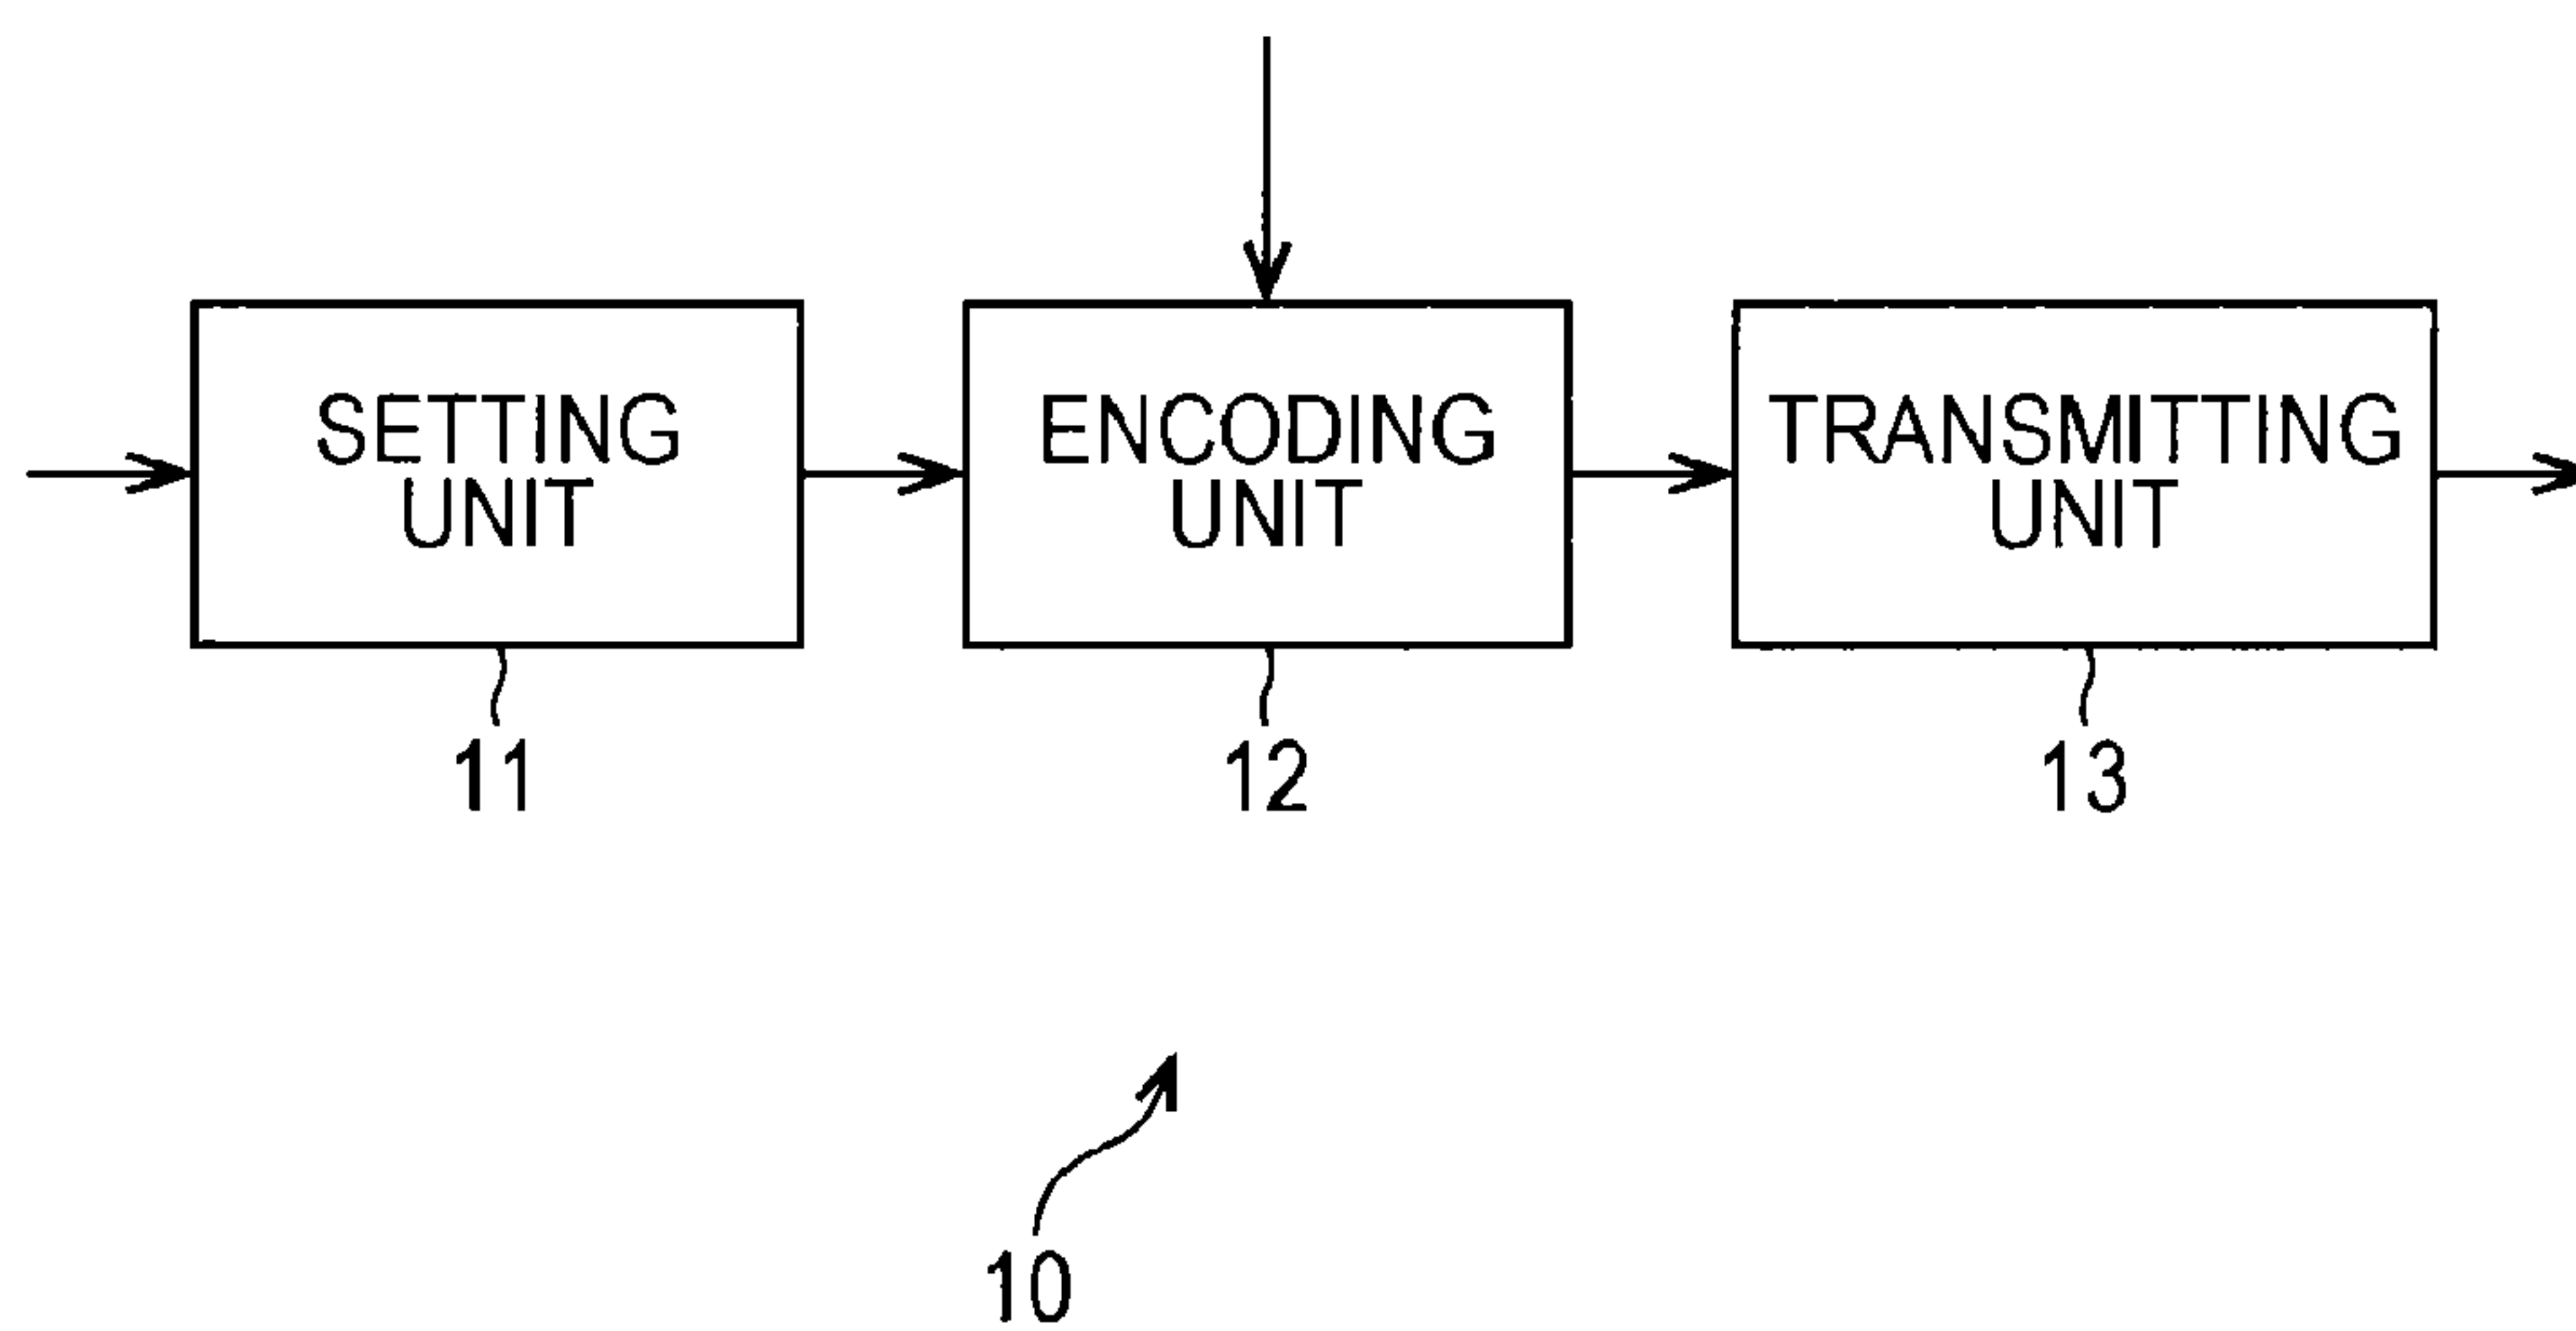 SETTING
UNIT
ENCODING
UNIT
TRANSMITTING
UNIT
11
12
13
10